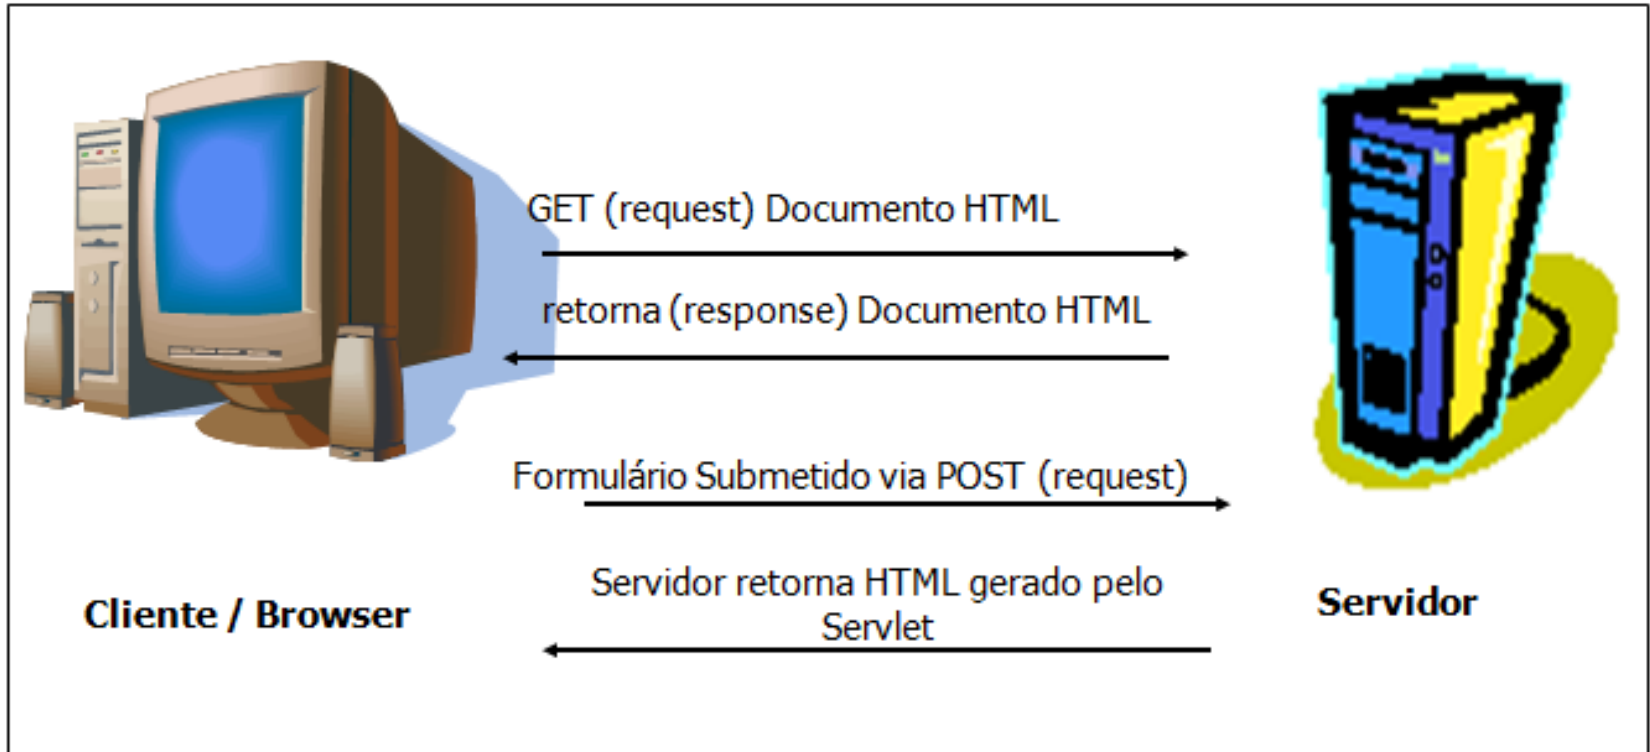 GET (request) Documento HTML
retorna (response) Documento HTML
Formulário Submetido via POST (request)
Servidor retorna HTML gerado pelo
Servlet
Cliente / Browser
Servidor